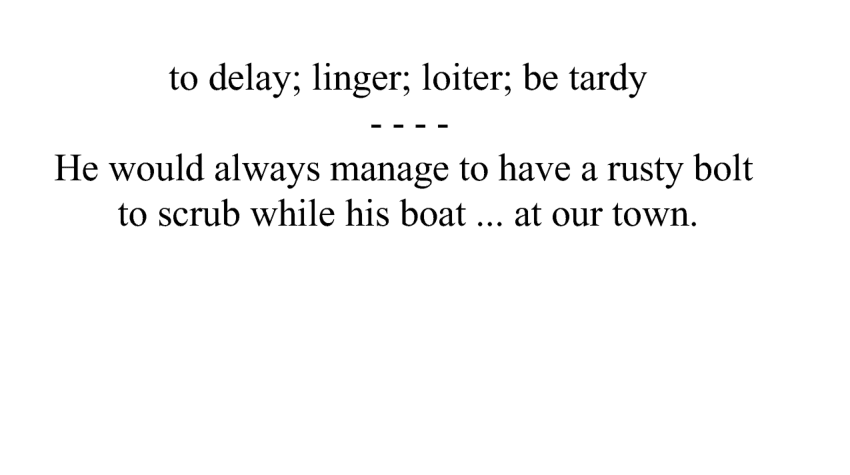 to delay; linger; loiter; be tardy
- - - -
He would always manage to have a rusty bolt
to scrub while his boat ... at our town.